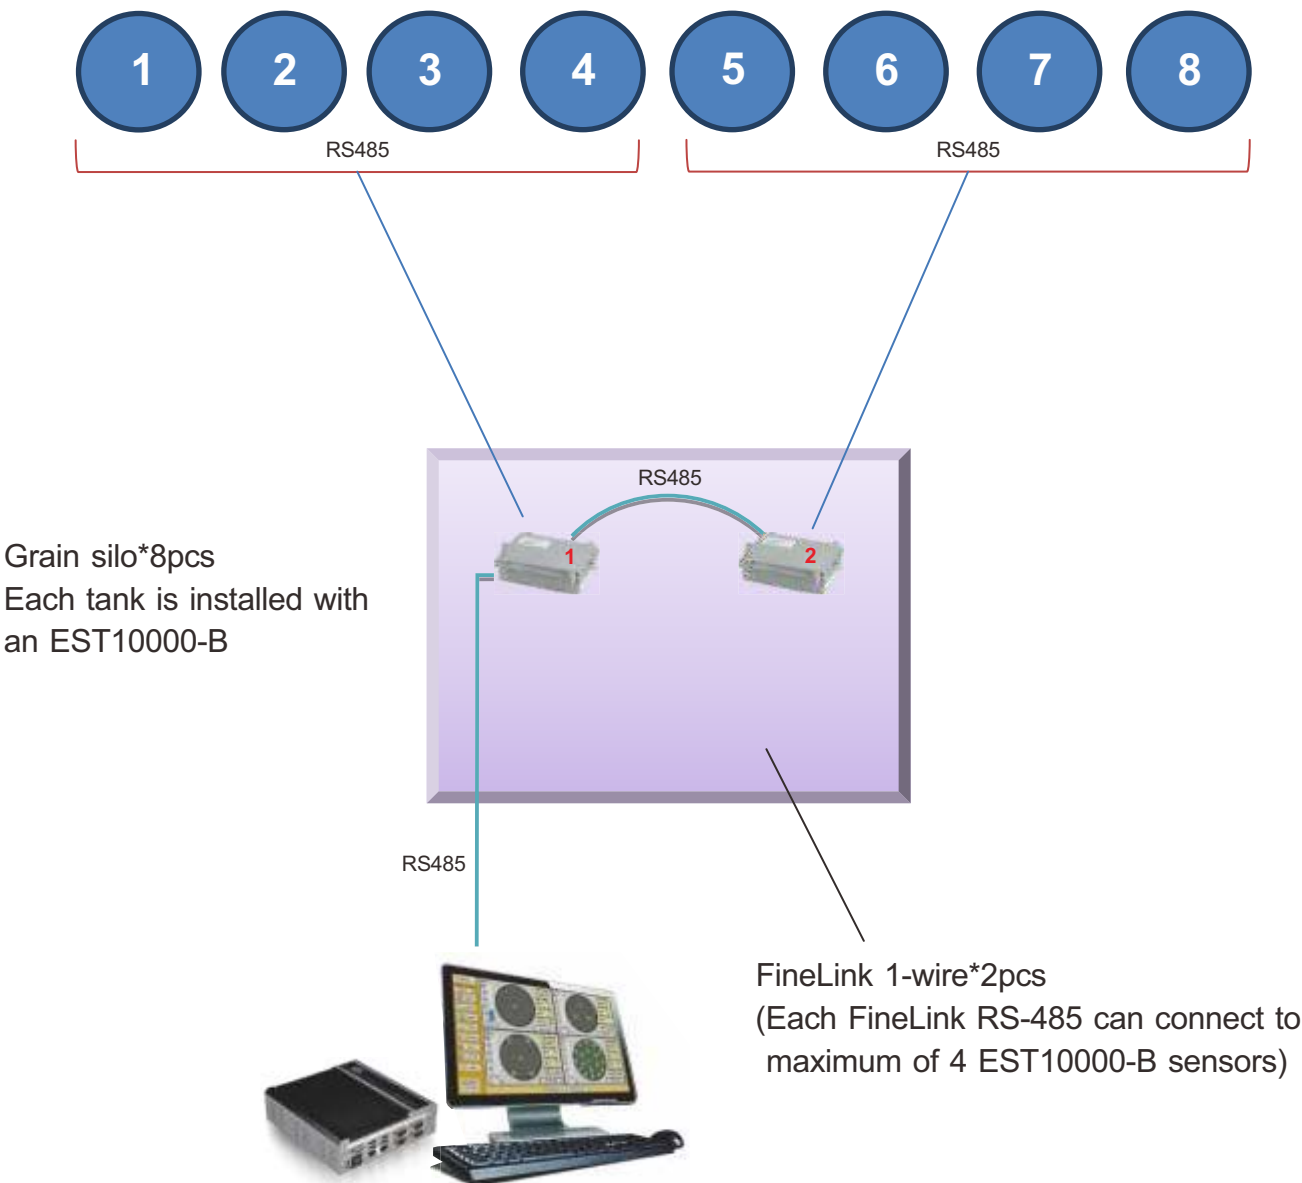 1 2 3 4 5 6 7 8
RS485 RS485
RS485
1 2
Grain silo*8pcs
Each tank is installed with
an EST10000-B
RS485
FineLink 1-wire*2pcs
(Each FineLink RS-485 can connect to
maximum of 4 EST10000-B sensors)